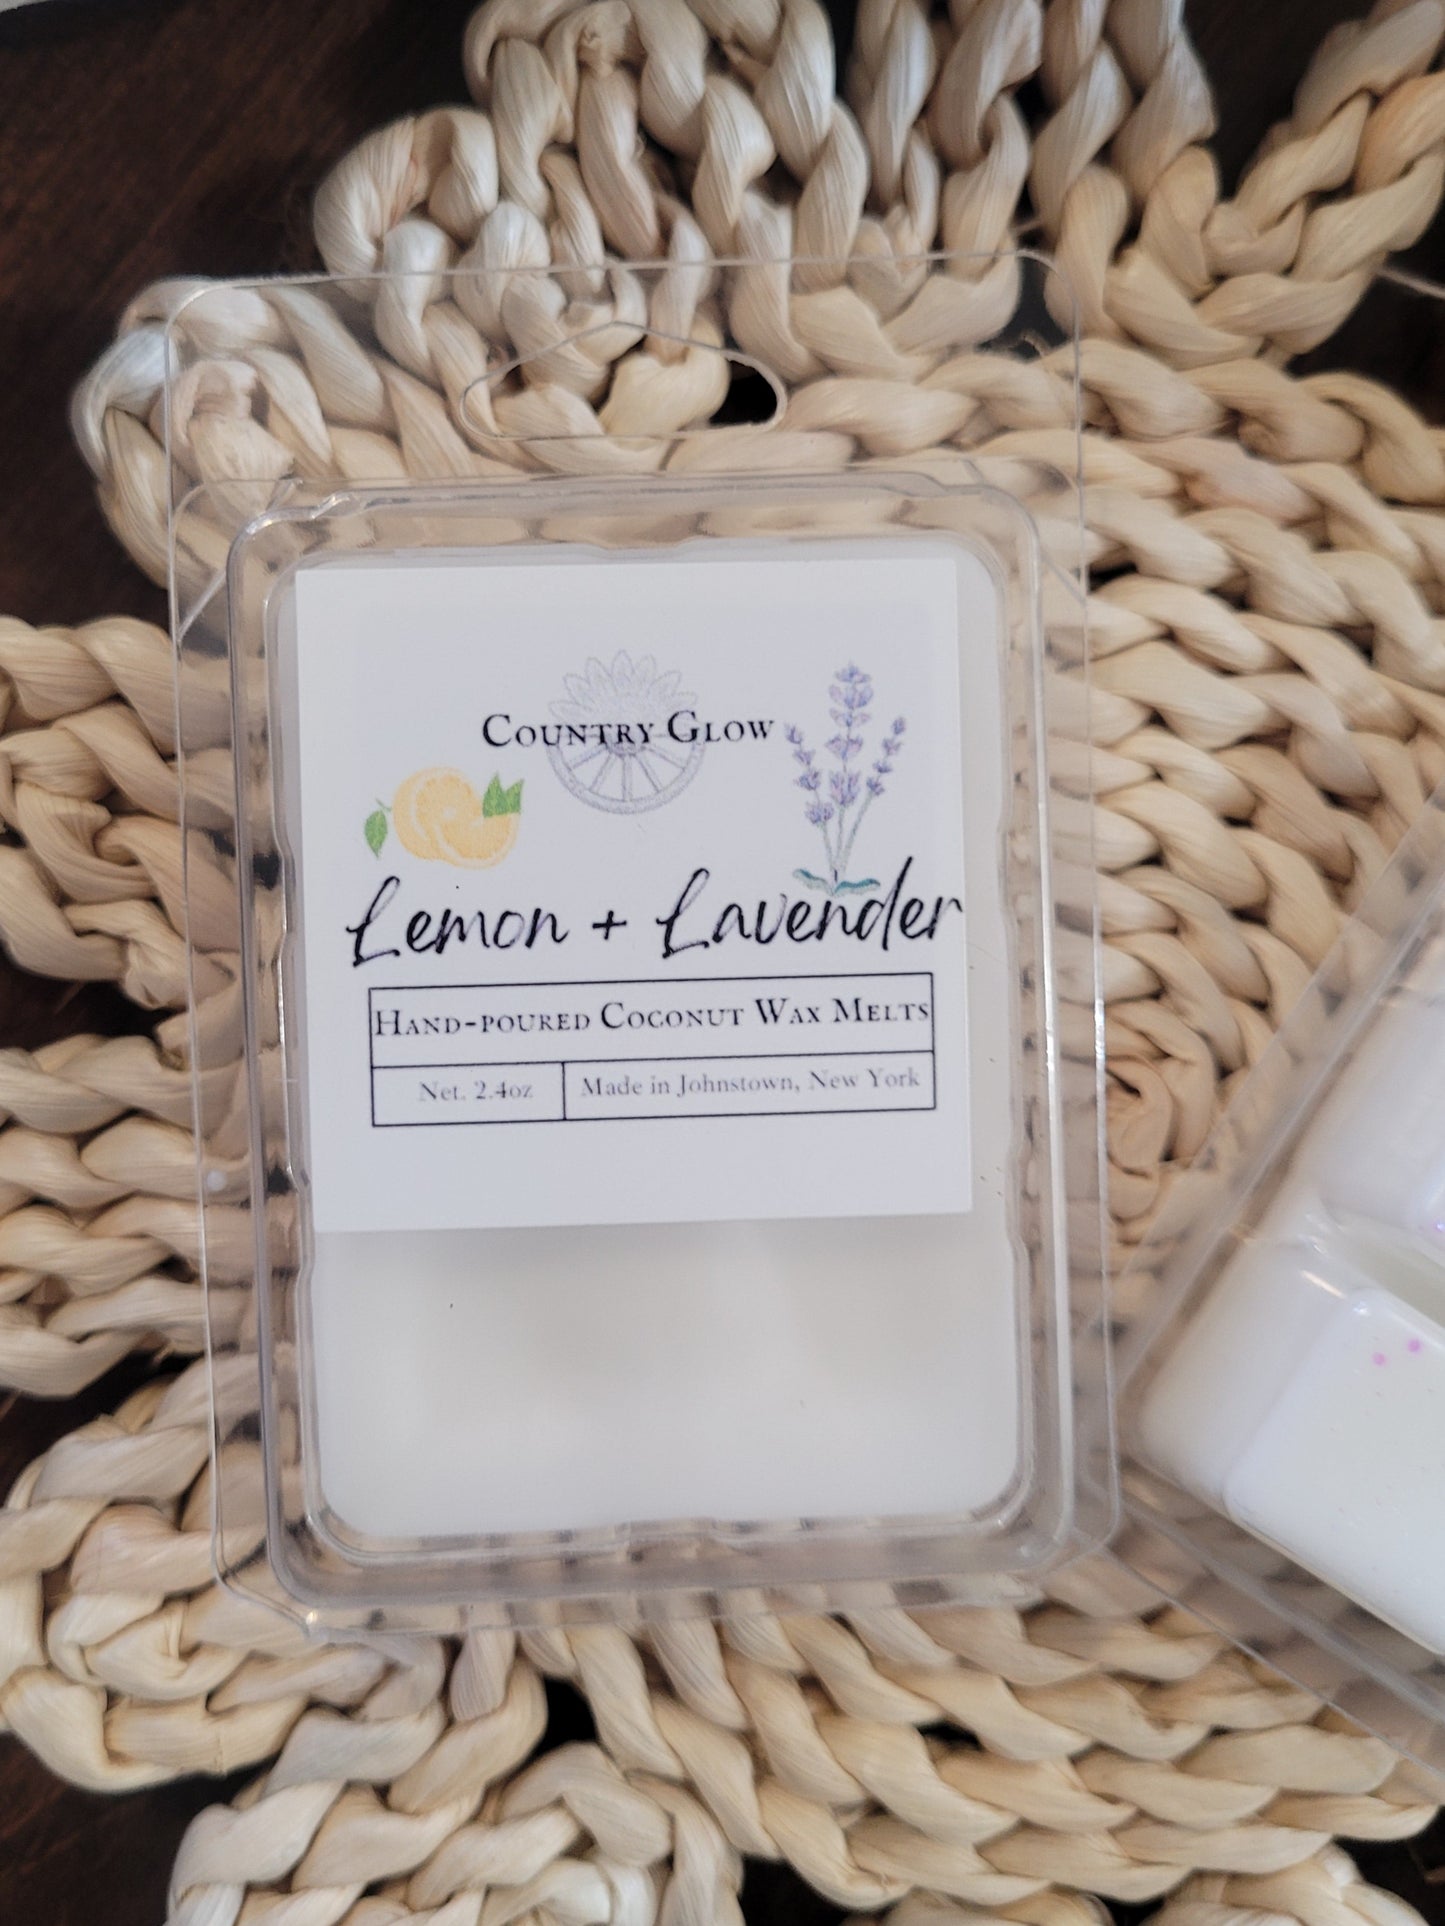 Country Glow
Lemon + Lavender
Hand-poured Coconut Wax Melts
Net. 2.4oz
Made in Johnstown, New York